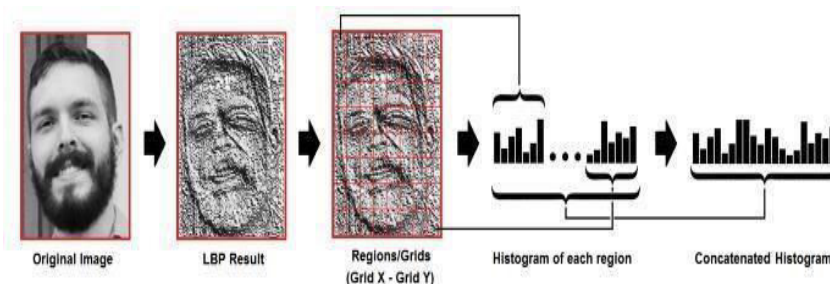 Original Image
LBP Result
Regions/Grids
(Grid X - Grid Y)
Histogram of each region
Concatenated Histogram